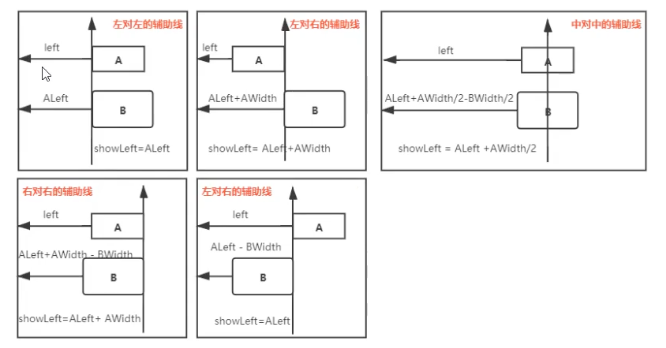 左对左的辅助线
left
A
ALeft
B
showLeft=ALeft
左对右的辅助线
left
A
ALeft+AWidth
B
showLeft= ALeft+AWidth
中对中的辅助线
left
A
ALeft+AWidth/2-BWidth/2
B
showLeft = ALeft +AWidth/2
右对右的辅助线
left
A
ALeft+AWidth - BWidth
B
showLeft=ALeft+ AWidth
左对右的辅助线
left
A
ALeft - BWidth
B
showLeft=ALeft